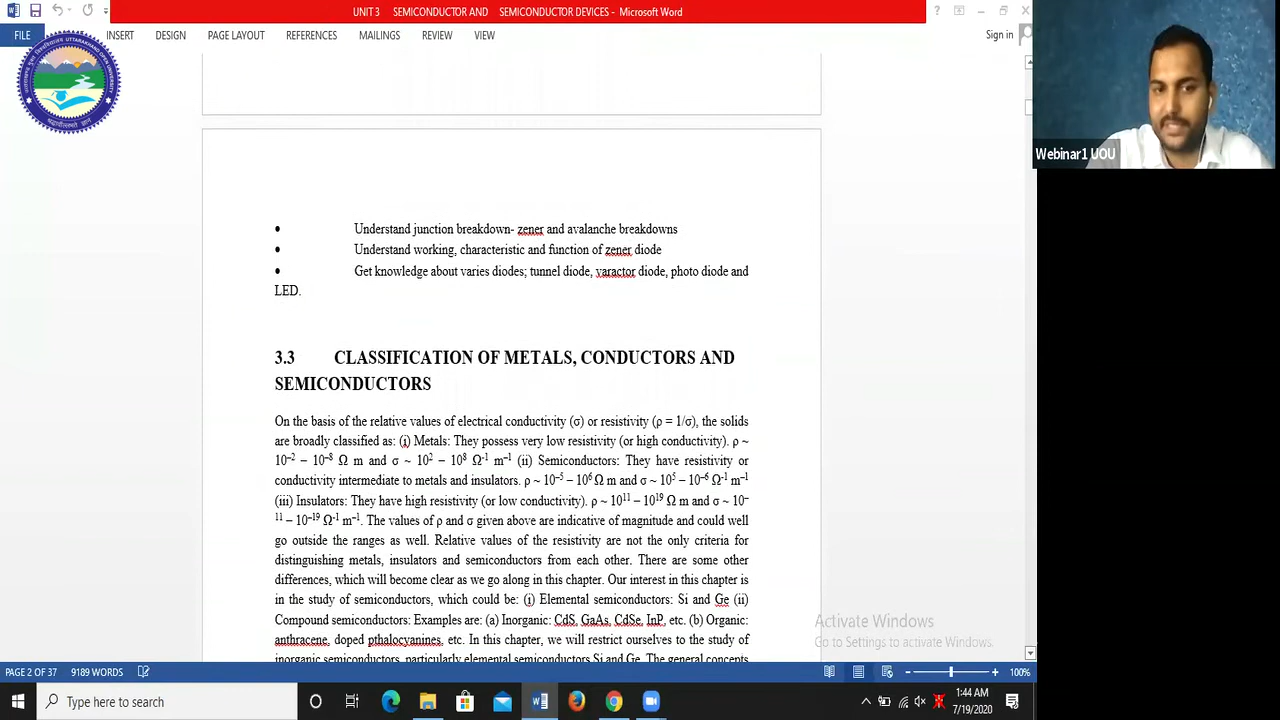 UNIT 3 SEMICONDUCTOR AND SEMICONDUCTOR DEVICES - Microsoft Word
FILE INSERT DESIGN PAGE LAYOUT REFERENCES MAILINGS REVIEW VIEW Sign in
Webinar1 UOU
• Understand junction breakdown- zener and avalanche breakdowns
• Understand working, characteristic and function of zener diode
• Get knowledge about varies diodes; tunnel diode, varactor diode, photo diode and
LED.
3.3 CLASSIFICATION OF METALS, CONDUCTORS AND
SEMICONDUCTORS
On the basis of the relative values of electrical conductivity (σ) or resistivity (ρ = 1/σ), the solids
are broadly classified as: (i) Metals: They possess very low resistivity (or high conductivity). ρ ~
10⁻² – 10⁻⁸ Ω m and σ ~ 10² – 10⁸ Ω⁻¹ m⁻¹ (ii) Semiconductors: They have resistivity or
conductivity intermediate to metals and insulators. ρ ~ 10⁻⁵ – 10⁶ Ω m and σ ~ 10⁵ – 10⁻⁶ Ω⁻¹ m⁻¹
(iii) Insulators: They have high resistivity (or low conductivity). ρ ~ 10¹¹ – 10¹⁹ Ω m and σ ~ 10⁻
¹¹ – 10⁻¹⁹ Ω⁻¹ m⁻¹. The values of ρ and σ given above are indicative of magnitude and could well
go outside the ranges as well. Relative values of the resistivity are not the only criteria for
distinguishing metals, insulators and semiconductors from each other. There are some other
differences, which will become clear as we go along in this chapter. Our interest in this chapter is
in the study of semiconductors, which could be: (i) Elemental semiconductors: Si and Ge (ii)
Compound semiconductors: Examples are: (a) Inorganic: CdS, GaAs, CdSe, InP, etc. (b) Organic:
anthracene, doped pthalocyanines, etc. In this chapter, we will restrict ourselves to the study of
inorganic semiconductors, particularly elemental semiconductors Si and Ge. The general concepts
Activate Windows
Go to Settings to activate Windows.
PAGE 2 OF 37 9189 WORDS 100%
Type here to search
1:44 AM
7/19/2020